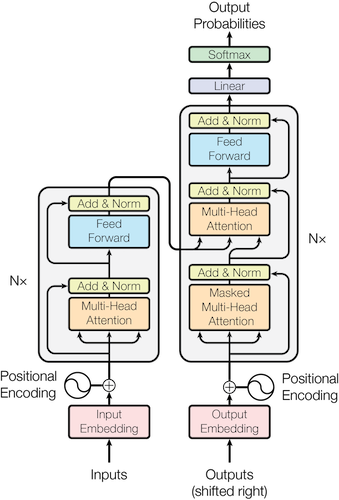 Output
Probabilities
Softmax
Linear
Add & Norm
Feed
Forward
Add & Norm
Multi-Head
Attention
Add & Norm
Masked
Multi-Head
Attention
N×
Add & Norm
Feed
Forward
Add & Norm
Multi-Head
Attention
N×
Positional
Encoding
Positional
Encoding
Input
Embedding
Output
Embedding
Inputs
Outputs
(shifted right)